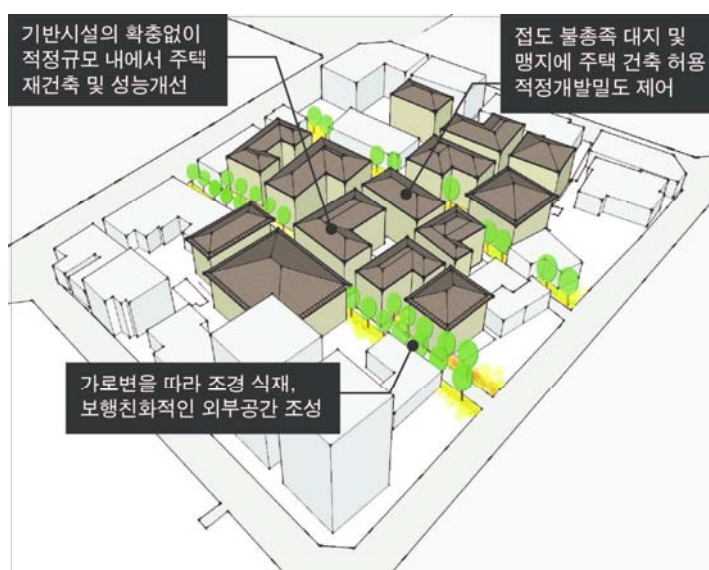 기반시설의 확충없이
적정규모 내에서 주택
재건축 및 성능개선
접도 불충족 대지 및
맹지에 주택 건축 허용
적정개발밀도 제어
가로변을 따라 조경 식재,
보행친화적인 외부공간 조성